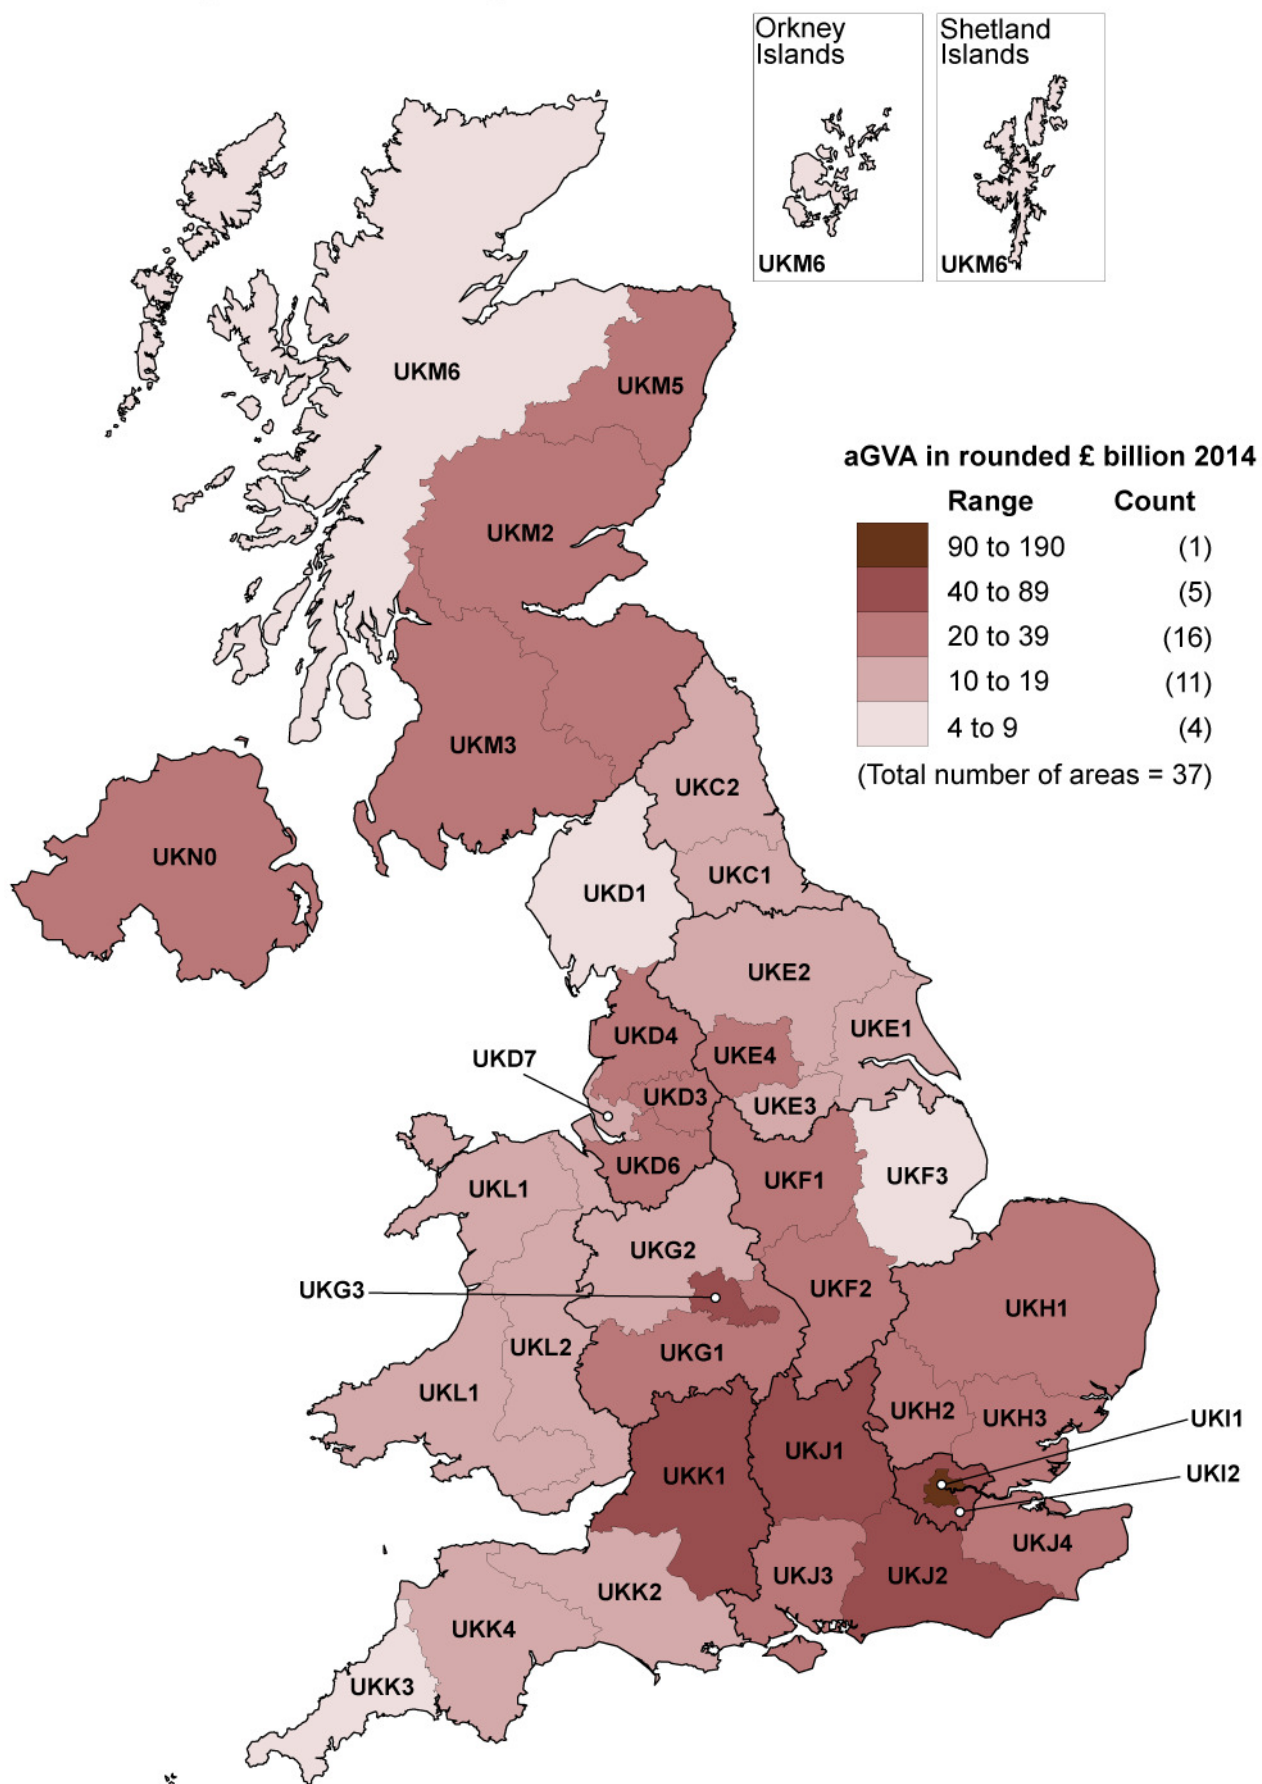 Orkney
Islands
UKM6
Shetland
Islands
UKM6
UKM6
UKM5
aGVA in rounded £ billion 2014
Range Count
90 to 190 (1)
40 to 89 (5)
20 to 39 (16)
10 to 19 (11)
4 to 9 (4)
(Total number of areas = 37)
UKM2
UKM3
UKC2
UKN0
UKC1
UKD1
UKE2
UKE1
UKD4
UKE4
UKD7
UKD3
UKE3
UKD6
UKF1
UKF3
UKL1
UKG2
UKG3
UKF2
UKH1
UKL2
UKG1
UKL1
UKH2
UKH3
UKI1
UKJ1
UKK1
UKI2
UKJ4
UKJ3
UKJ2
UKK2
UKK4
UKK3